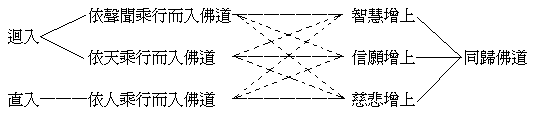 依聲聞乘行而入佛道 智慧增上
迴入
依天乘行而入佛道 信願增上 同歸佛道
直入 依人乘行而入佛道 慈悲增上